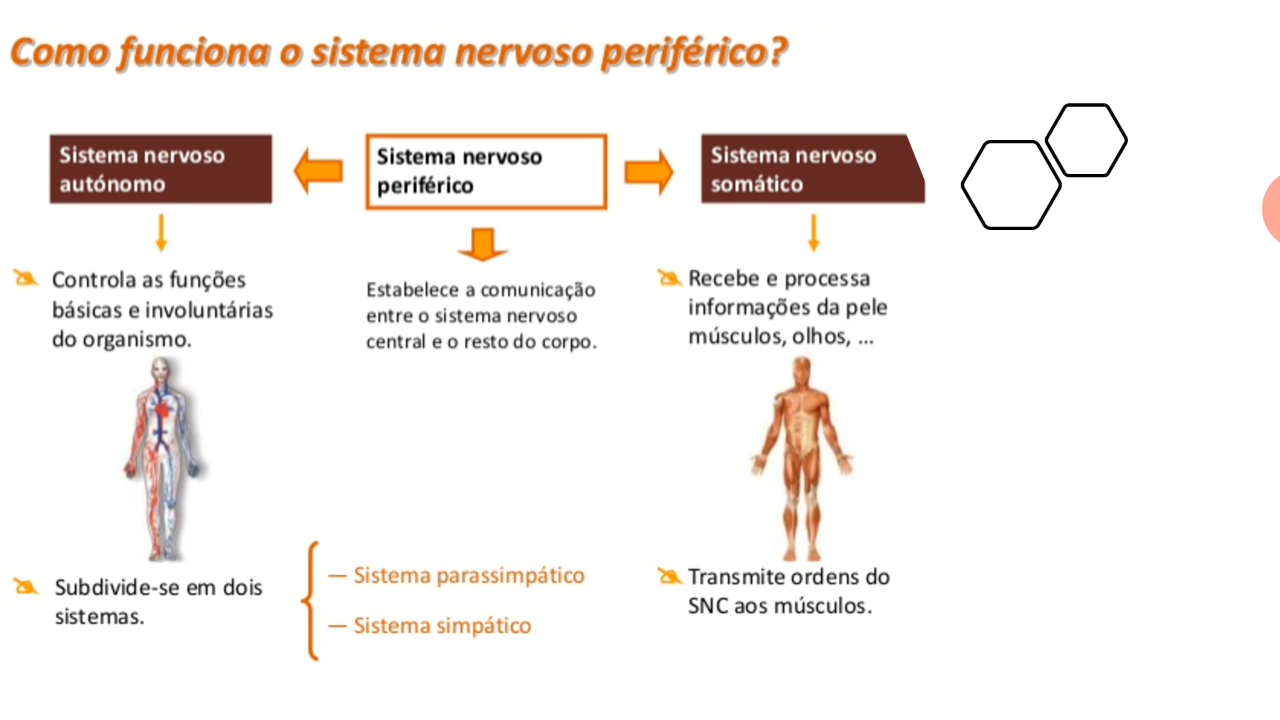 Como funciona o sistema nervoso periférico?
Sistema nervoso
autónomo
Sistema nervoso
periférico
Sistema nervoso
somático
Controla as funções
básicas e involuntárias
do organismo.
Estabelece a comunicação
entre o sistema nervoso
central e o resto do corpo.
Recebe e processa
informações da pele
músculos, olhos, ...
Subdivide-se em dois
sistemas.
— Sistema parassimpático
— Sistema simpático
Transmite ordens do
SNC aos músculos.